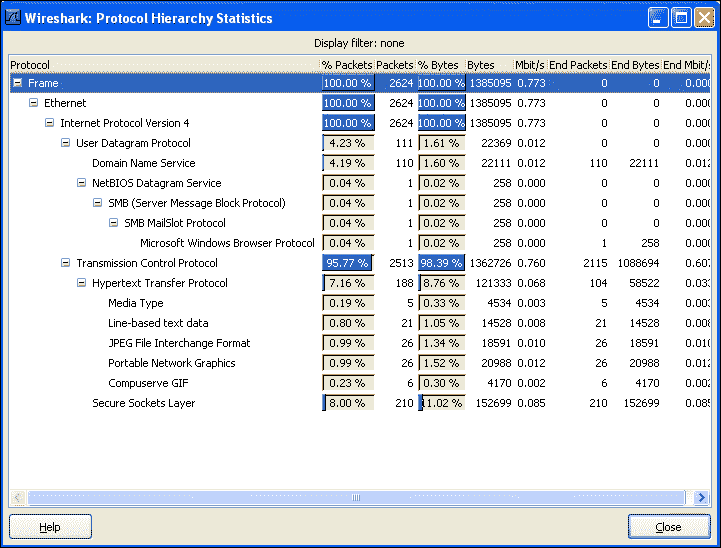 Wireshark: Protocol Hierarchy Statistics
Display filter: none
Protocol % Packets Packets % Bytes Bytes Mbit/s End Packets End Bytes End Mbit/s
Frame 100.00 % 2624 100.00 % 1385095 0.773 0 0 0.000
Ethernet 100.00 % 2624 100.00 % 1385095 0.773 0 0 0.000
Internet Protocol Version 4 100.00 % 2624 100.00 % 1385095 0.773 0 0 0.000
User Datagram Protocol 4.23 % 111 1.61 % 22369 0.012 0 0 0.000
Domain Name Service 4.19 % 110 1.60 % 22111 0.012 110 22111 0.012
NetBIOS Datagram Service 0.04 % 1 0.02 % 258 0.000 0 0 0.000
SMB (Server Message Block Protocol) 0.04 % 1 0.02 % 258 0.000 0 0 0.000
SMB MailSlot Protocol 0.04 % 1 0.02 % 258 0.000 0 0 0.000
Microsoft Windows Browser Protocol 0.04 % 1 0.02 % 258 0.000 1 258 0.000
Transmission Control Protocol 95.77 % 2513 98.39 % 1362726 0.760 2115 1088694 0.607
Hypertext Transfer Protocol 7.16 % 188 8.76 % 121333 0.068 104 58522 0.033
Media Type 0.19 % 5 0.33 % 4534 0.003 5 4534 0.003
Line-based text data 0.80 % 21 1.05 % 14528 0.008 21 14528 0.008
JPEG File Interchange Format 0.99 % 26 1.34 % 18591 0.010 26 18591 0.010
Portable Network Graphics 0.99 % 26 1.52 % 20988 0.012 26 20988 0.012
Compuserve GIF 0.23 % 6 0.30 % 4170 0.002 6 4170 0.002
Secure Sockets Layer 8.00 % 210 11.02 % 152699 0.085 210 152699 0.085
Help Close